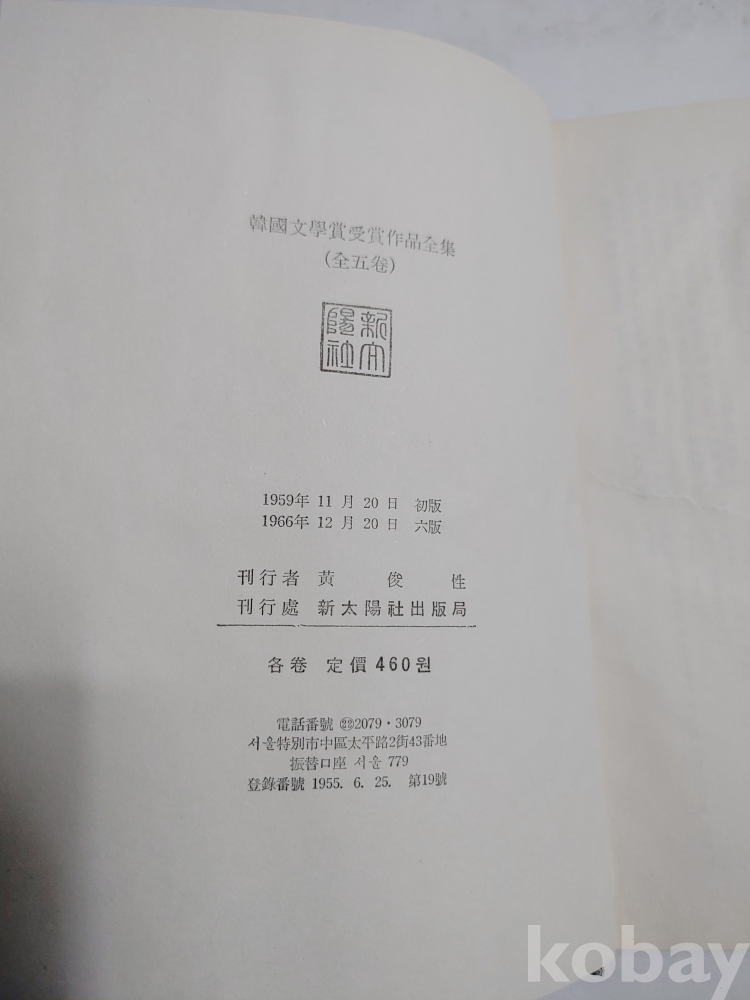 韓國文學賞受賞作品全集
(全五卷)
1959年 11月 20日 初版
1966年 12月 20日 六版
刊行者 黃俊性
刊行處 新太陽社出版局
各卷 定價 460원
電話番號 ㉒2079・3079
서울特別市中區太平路2街43番地
振替口座 서울 779
登錄番號 1955. 6. 25. 第19號
kobay